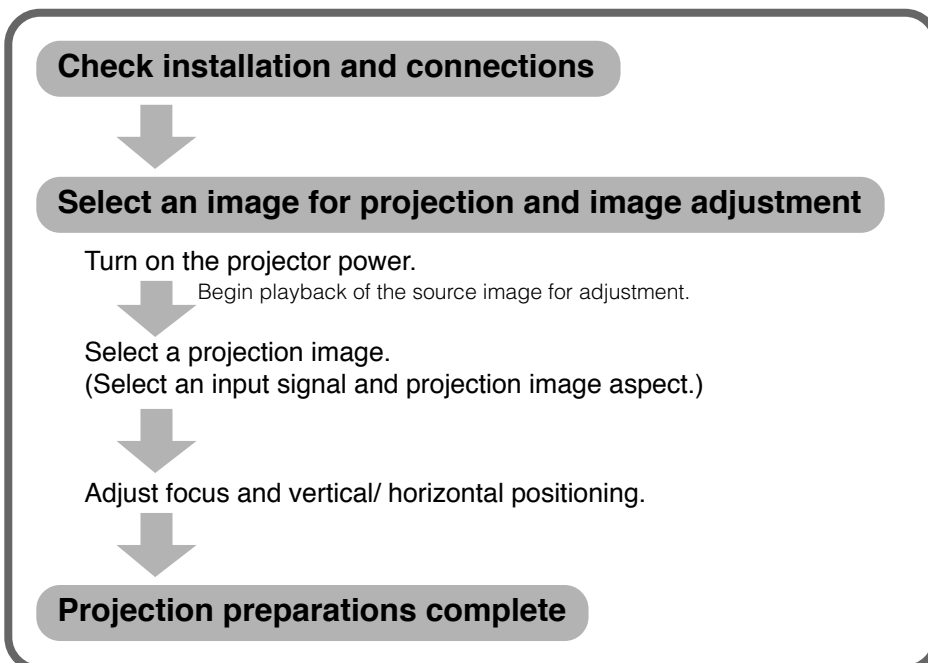 Check installation and connections
Select an image for projection and image adjustment
Turn on the projector power.
Begin playback of the source image for adjustment.
Select a projection image.
(Select an input signal and projection image aspect.)
Adjust focus and vertical/ horizontal positioning.
Projection preparations complete